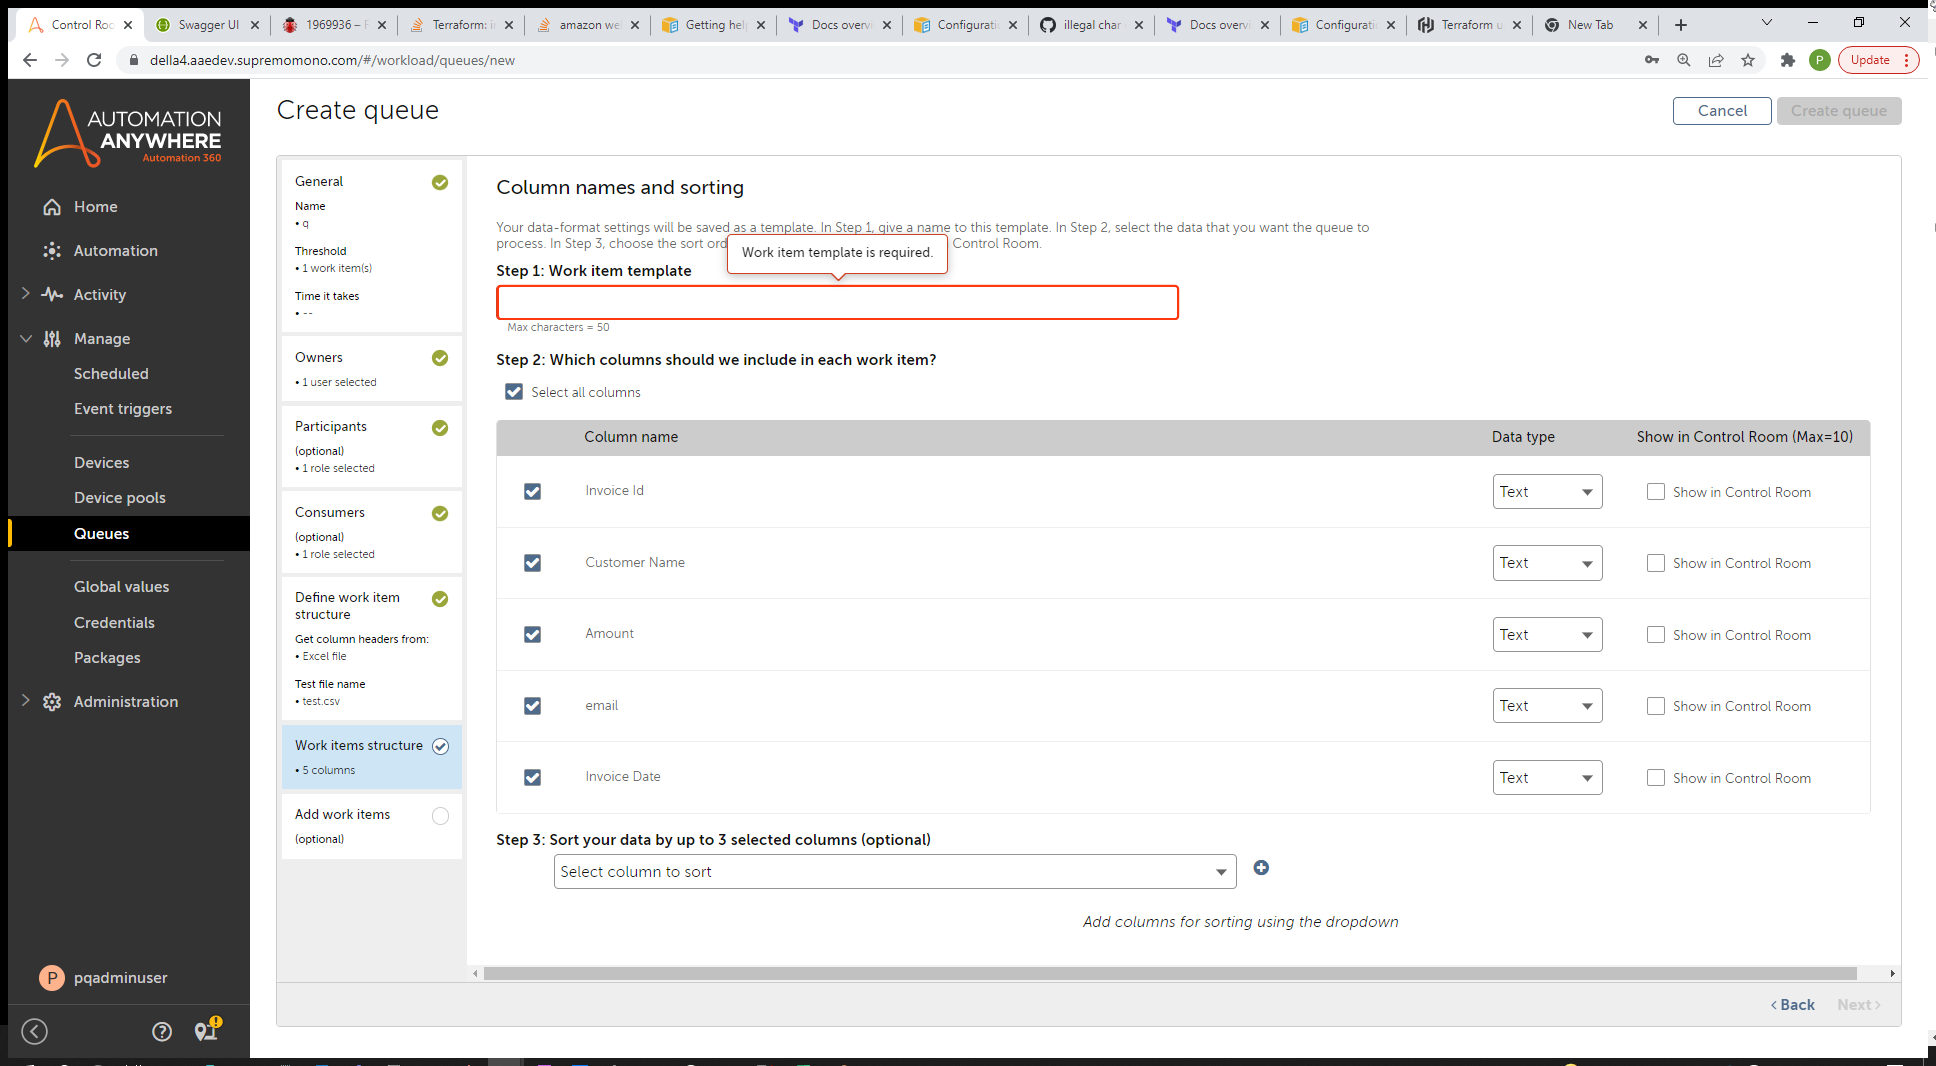 Control Roo
Swagger UI
1969936 –
Terraform: i
amazon we
Getting hel
Docs overvi
Configurati
illegal char
Docs overvi
Configurati
Terraform u
New Tab
della4.aaedev.supremomono.com/#/workload/queues/new
P
Update
AUTOMATION
ANYWHERE
Automation 360
Home
Automation
Activity
Manage
Scheduled
Event triggers
Devices
Device pools
Queues
Global values
Credentials
Packages
Administration
P
pqadminuser
Create queue
Cancel
Create queue
General
Name
• q
Threshold
• 1 work item(s)
Time it takes
• --
Owners
• 1 user selected
Participants
(optional)
• 1 role selected
Consumers
(optional)
• 1 role selected
Define work item
structure
Get column headers from:
• Excel file
Test file name
• test.csv
Work items structure
• 5 columns
Add work items
(optional)
Column names and sorting
Your data-format settings will be saved as a template. In Step 1, give a name to this template. In Step 2, select the data that you want the queue to
process. In Step 3, choose the sort ord
Control Room.
Work item template is required.
Step 1: Work item template
Max characters = 50
Step 2: Which columns should we include in each work item?
Select all columns
Column name Data type Show in Control Room (Max=10)
Invoice Id Text Show in Control Room
Customer Name Text Show in Control Room
Amount Text Show in Control Room
email Text Show in Control Room
Invoice Date Text Show in Control Room
Step 3: Sort your data by up to 3 selected columns (optional)
Select column to sort
Add columns for sorting using the dropdown
Back
Next